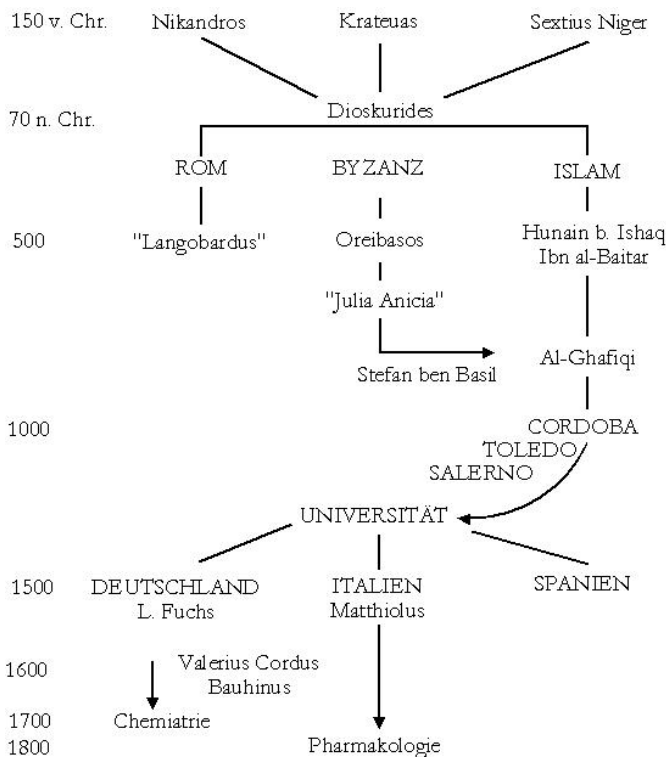 150 v. Chr. Nikandros Krateuas Sextius Niger
Dioskurides
70 n. Chr.
ROM BYZANZ ISLAM
500 "Langobardus" Oreibasos Hunain b. Ishaq
Ibn al-Baitar
"Julia Anicia"
Stefan ben Basil Al-Ghafiqi
1000 CORDOBA
TOLEDO
SALERNO
UNIVERSITÄT
1500 DEUTSCHLAND ITALIEN SPANIEN
L. Fuchs Matthiolus
1600 Valerius Cordus
Bauhinus
1700 Chemiatrie
1800 Pharmakologie